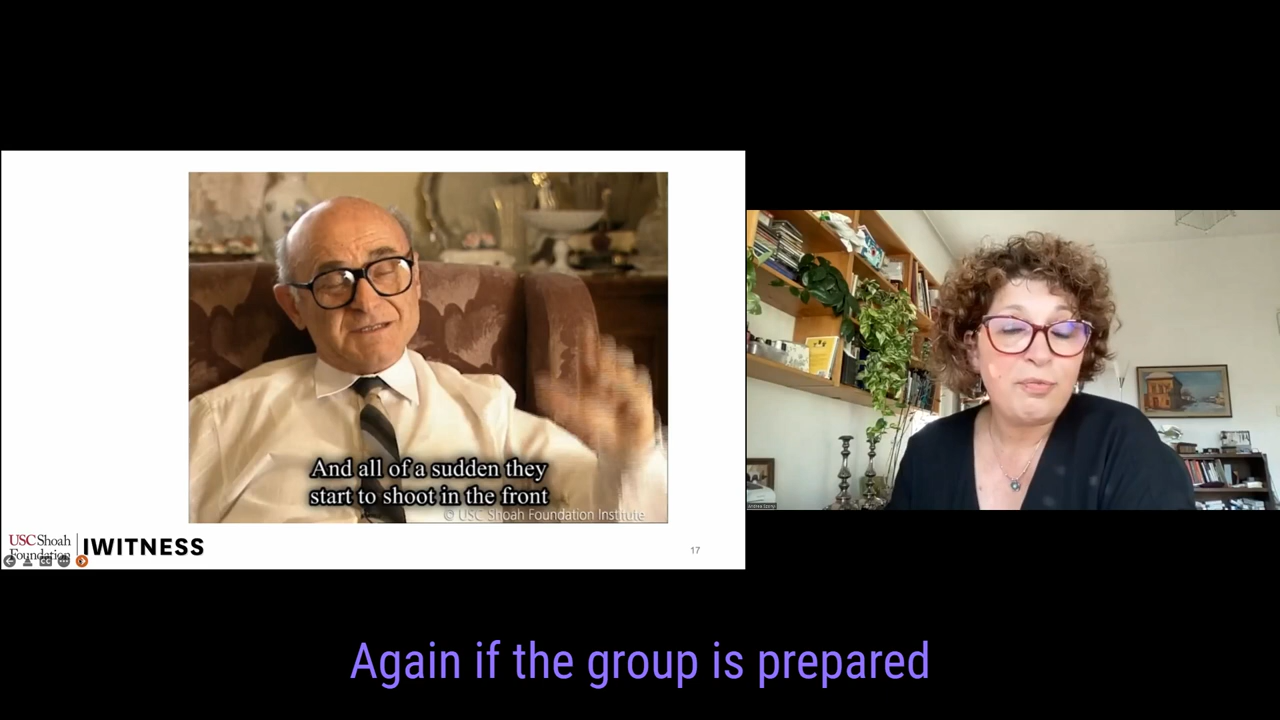 And all of a sudden they
start to shoot in the front
© USC Shoah Foundation Institute
USC Shoah
Foundation
IWITNESS
17
Again if the group is prepared